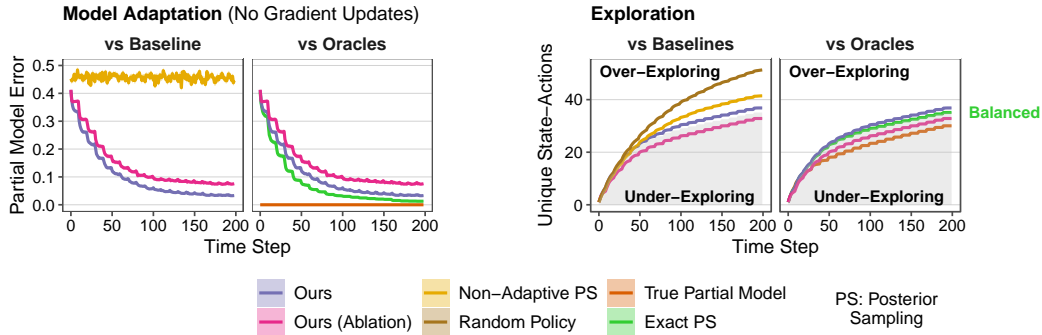 Model Adaptation (No Gradient Updates)
vs Baseline
vs Oracles
Partial Model Error
0.5
0.4
0.3
0.2
0.1
0.0
0 50 100 150 200
0 50 100 150 200
Time Step
Exploration
vs Baselines
vs Oracles
Unique State−Actions
40
20
0
Over−Exploring
Under−Exploring
Over−Exploring
Under−Exploring
Balanced
0 50 100 150 200
0 50 100 150 200
Time Step
Ours
Non−Adaptive PS
True Partial Model
Ours (Ablation)
Random Policy
Exact PS
PS: Posterior
Sampling